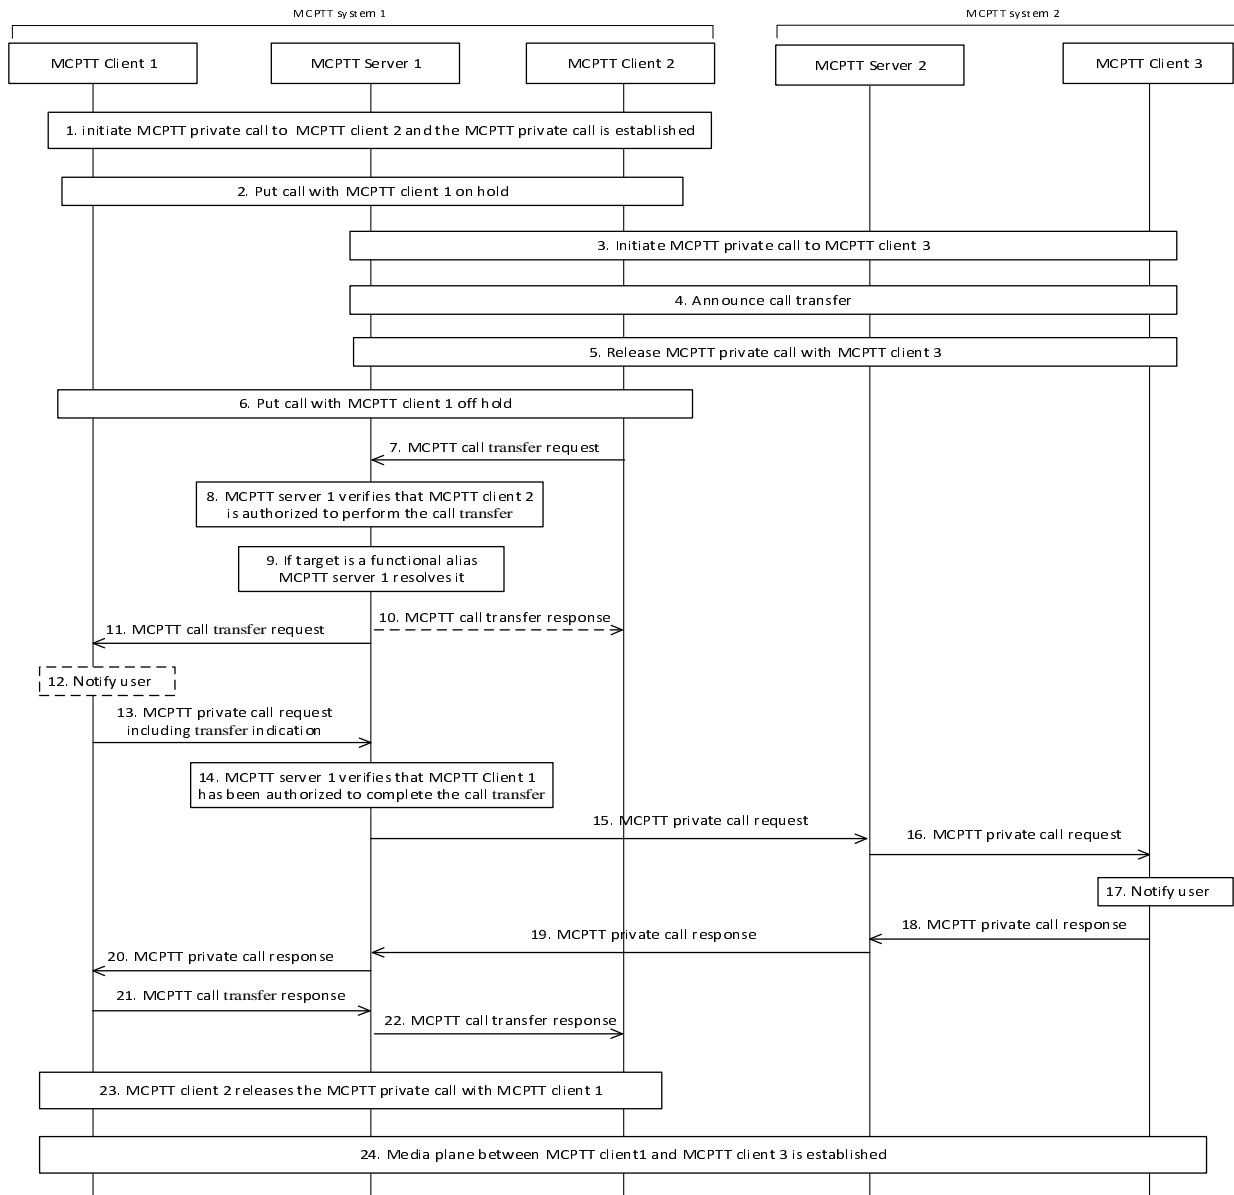 MCPTT system 1
MCPTT system 2
MCPTT Client 1
MCPTT Server 1
MCPTT Client 2
MCPTT Server 2
MCPTT Client 3
1. initiate MCPTT private call to MCPTT client 2 and the MCPTT private call is established
2. Put call with MCPTT client 1 on hold
3. Initiate MCPTT private call to MCPTT client 3
4. Announce call transfer
5. Release MCPTT private call with MCPTT client 3
6. Put call with MCPTT client 1 off hold
7. MCPTT call transfer request
8. MCPTT server 1 verifies that MCPTT client 2
is authorized to perform the call transfer
9. If target is a functional alias
MCPTT server 1 resolves it
10. MCPTT call transfer response
11. MCPTT call transfer request
12. Notify user
13. MCPTT private call request
including transfer indication
14. MCPTT server 1 verifies that MCPTT Client 1
has been authorized to complete the call transfer
15. MCPTT private call request
16. MCPTT private call request
17. Notify user
18. MCPTT private call response
19. MCPTT private call response
20. MCPTT private call response
21. MCPTT call transfer response
22. MCPTT call transfer response
23. MCPTT client 2 releases the MCPTT private call with MCPTT client 1
24. Media plane between MCPTT client1 and MCPTT client 3 is established